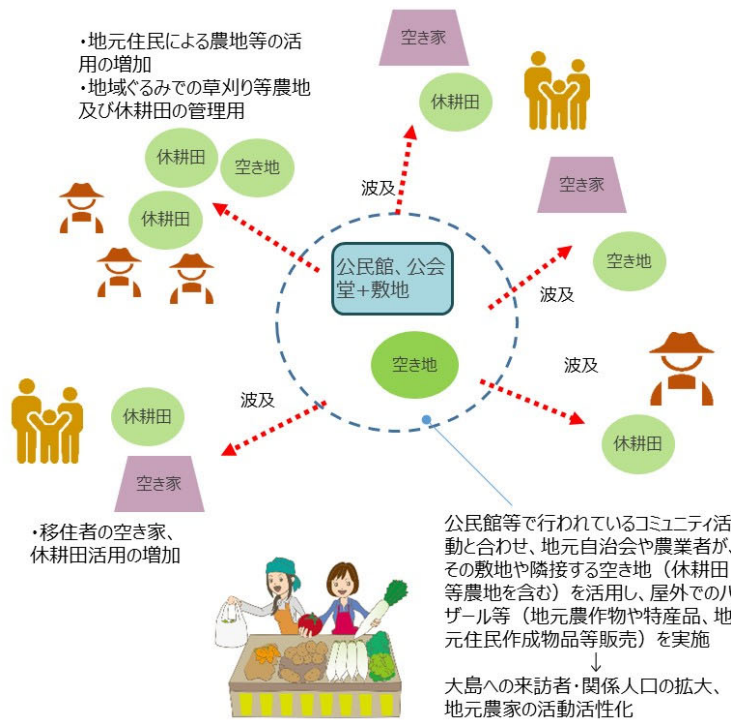 ・地元住民による農地等の活
用の増加
・地域ぐるみでの草刈り等農地
及び休耕田の管理用
空き家
休耕田
休耕田
空き地
休耕田
波及
空き家
空き地
波及
公民館、公会
堂+敷地
空き地
波及
休耕田
波及
休耕田
空き家
・移住者の空き家、
休耕田活用の増加
公民館等で行われているコミュニティ活
動と合わせ、地元自治会や農業者が、
その敷地や隣接する空き地（休耕田
等農地を含む）を活用し、屋外でのバ
ザール等（地元農作物や特産品、地
元住民作成物品等販売）を実施
↓
大島への来訪者・関係人口の拡大、
地元農家の活動活性化